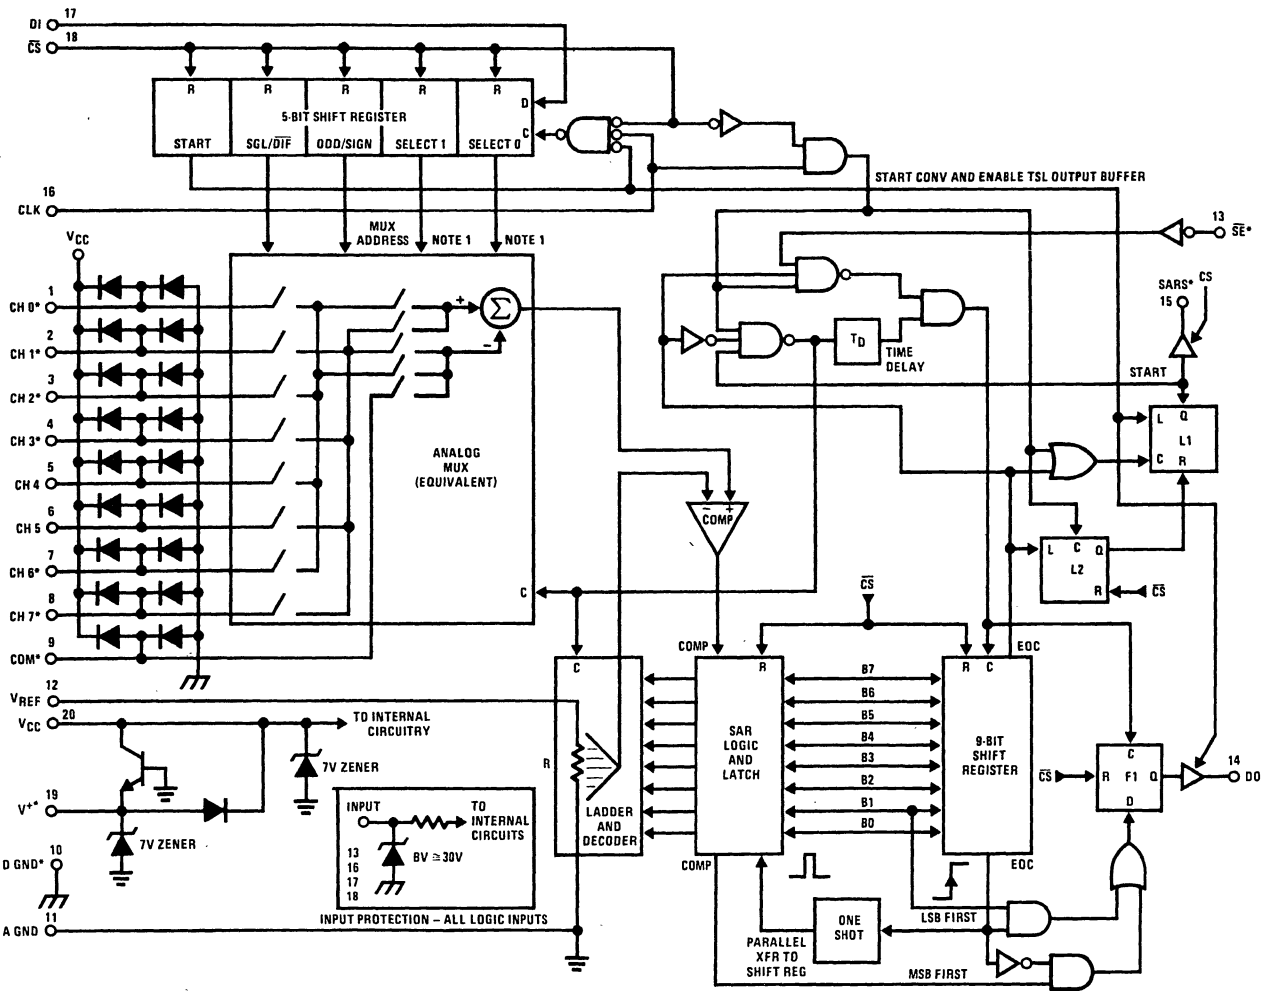 DI 17
CS 18
R R R R R
D
5-BIT SHIFT REGISTER
C
START SGL/DIF ODD/SIGN SELECT 1 SELECT 0
START CONV AND ENABLE TSL OUTPUT BUFFER
16
CLK
MUX
ADDRESS
NOTE 1 NOTE 1
13
SE*
VCC
SARS*
15
CS
1
CH 0*
2
CH 1*
3
CH 2*
4
CH 3*
5
CH 4
6
CH 5
7
CH 6*
8
CH 7*
9
COM*
+
Σ
−
ANALOG
MUX
(EQUIVALENT)
C
TD
TIME
DELAY
START
L Q
L1
C R
− +
COMP
L C Q
L2
R CS
CS
12
VREF
20
VCC
TO INTERNAL
CIRCUITRY
7V ZENER
19
V+*
7V ZENER
10
D GND*
11
A GND
INPUT
TO
INTERNAL
CIRCUITS
13
16
17
18
BV ≅30V
INPUT PROTECTION – ALL LOGIC INPUTS
C
R
LADDER
AND
DECODER
COMP
R
SAR
LOGIC
AND
LATCH
COMP
B7
B6
B5
B4
B3
B2
B1
B0
R C EOC
9-BIT
SHIFT
REGISTER
EOC
CS
C
R F1 Q
D
14
DO
ONE
SHOT
PARALLEL
XFR TO
SHIFT REG
LSB FIRST
MSB FIRST